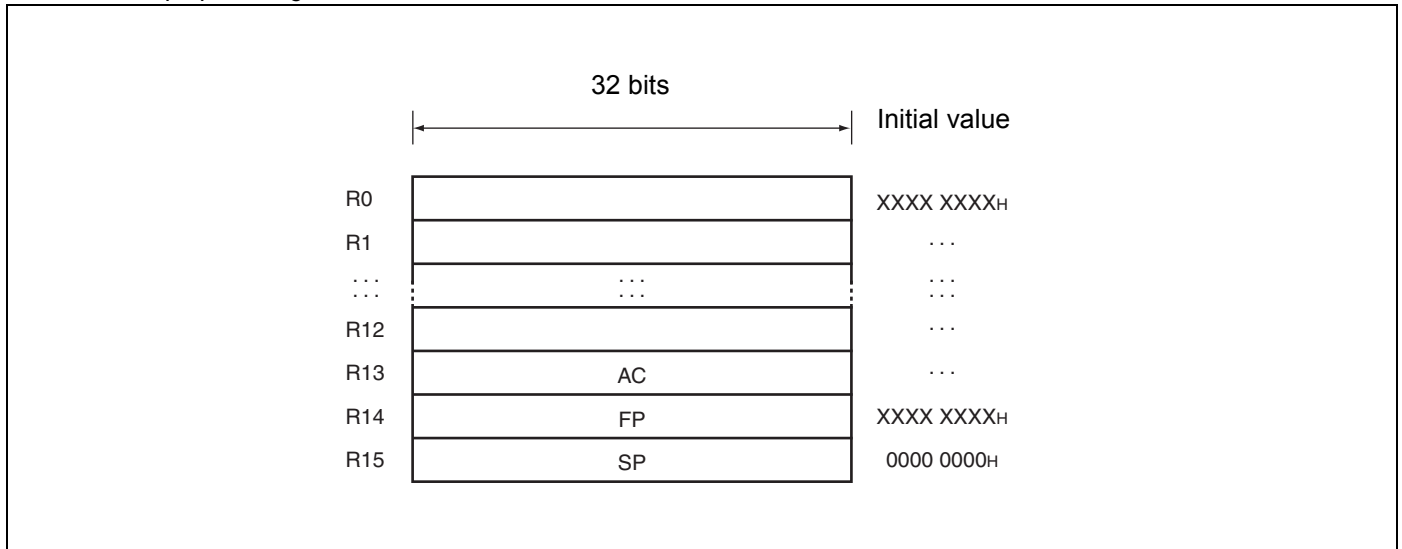 32 bits
Initial value
R0 XXXX XXXXH
R1 ...
... ... ...
... ... ...
R12 ...
R13 AC ...
R14 FP XXXX XXXXH
R15 SP 0000 0000H